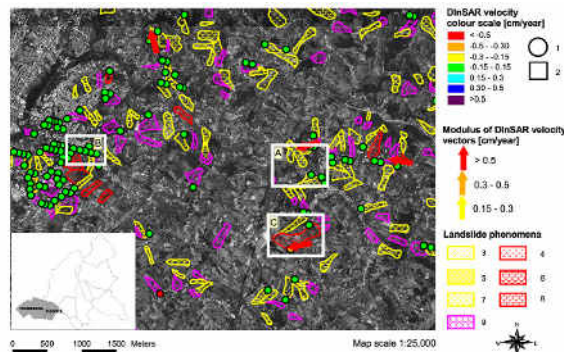 DInSAR velocity
colour scale [cm/year]
< -0.5
-0.5 - -0.30
-0.3 - -0.15
-0.15 - 0.15
0.15 - 0.3
0.30 - 0.5
>0.5
1
2
Modulus of DInSAR velocity
vectors [cm/year]
> 0.5
0.3 - 0.5
0.15 - 0.3
Landslide phenomena
3
4
5
6
7
8
9
N
A
B
C
0 500 1000 1500 Meters
Map scale 1:25,000